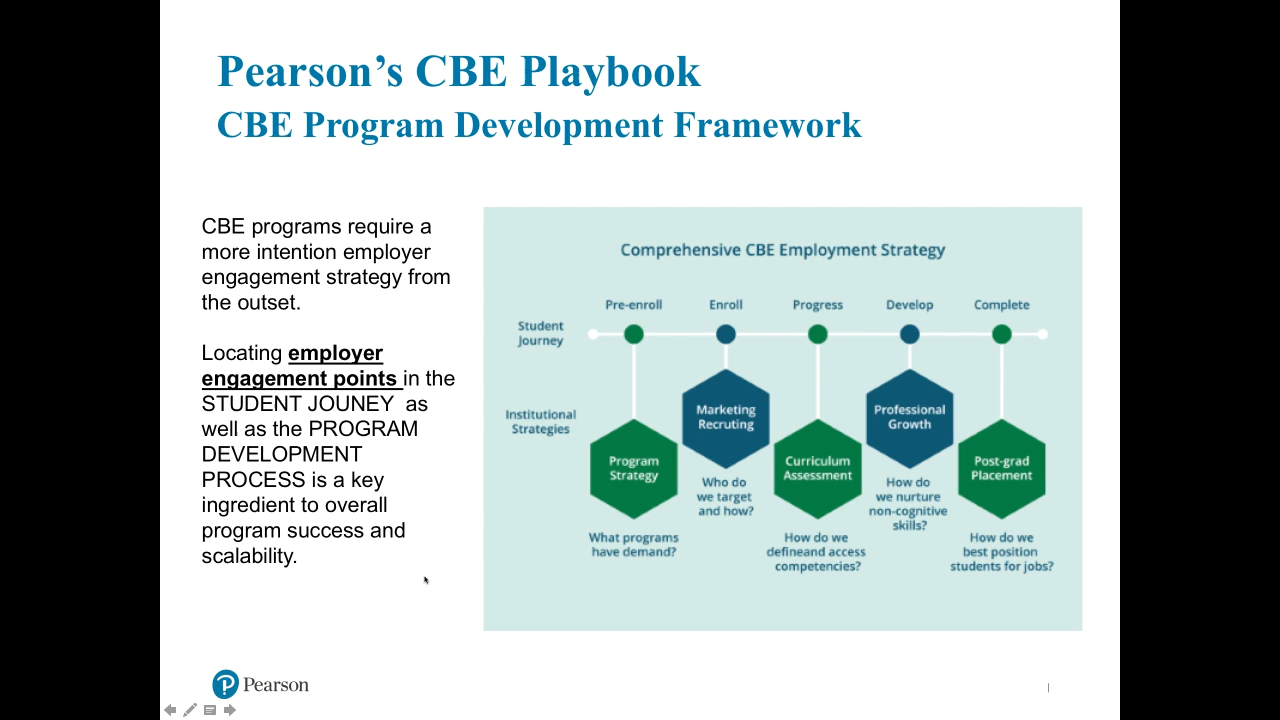 Pearson’s CBE Playbook
CBE Program Development Framework
CBE programs require a
more intention employer
engagement strategy from
the outset.
Locating employer
engagement points in the
STUDENT JOUNEY as
well as the PROGRAM
DEVELOPMENT
PROCESS is a key
ingredient to overall
program success and
scalability.
Comprehensive CBE Employment Strategy
Pre-enroll Enroll Progress Develop Complete
Student
Journey
Institutional
Strategies
Program
Strategy
What programs
have demand?
Marketing
Recruting
Who do
we target
and how?
Curriculum
Assessment
How do we
defineand access
competencies?
Professional
Growth
How do
we nurture
non-cognitive
skills?
Post-grad
Placement
How do we
best position
students for jobs?
Pearson